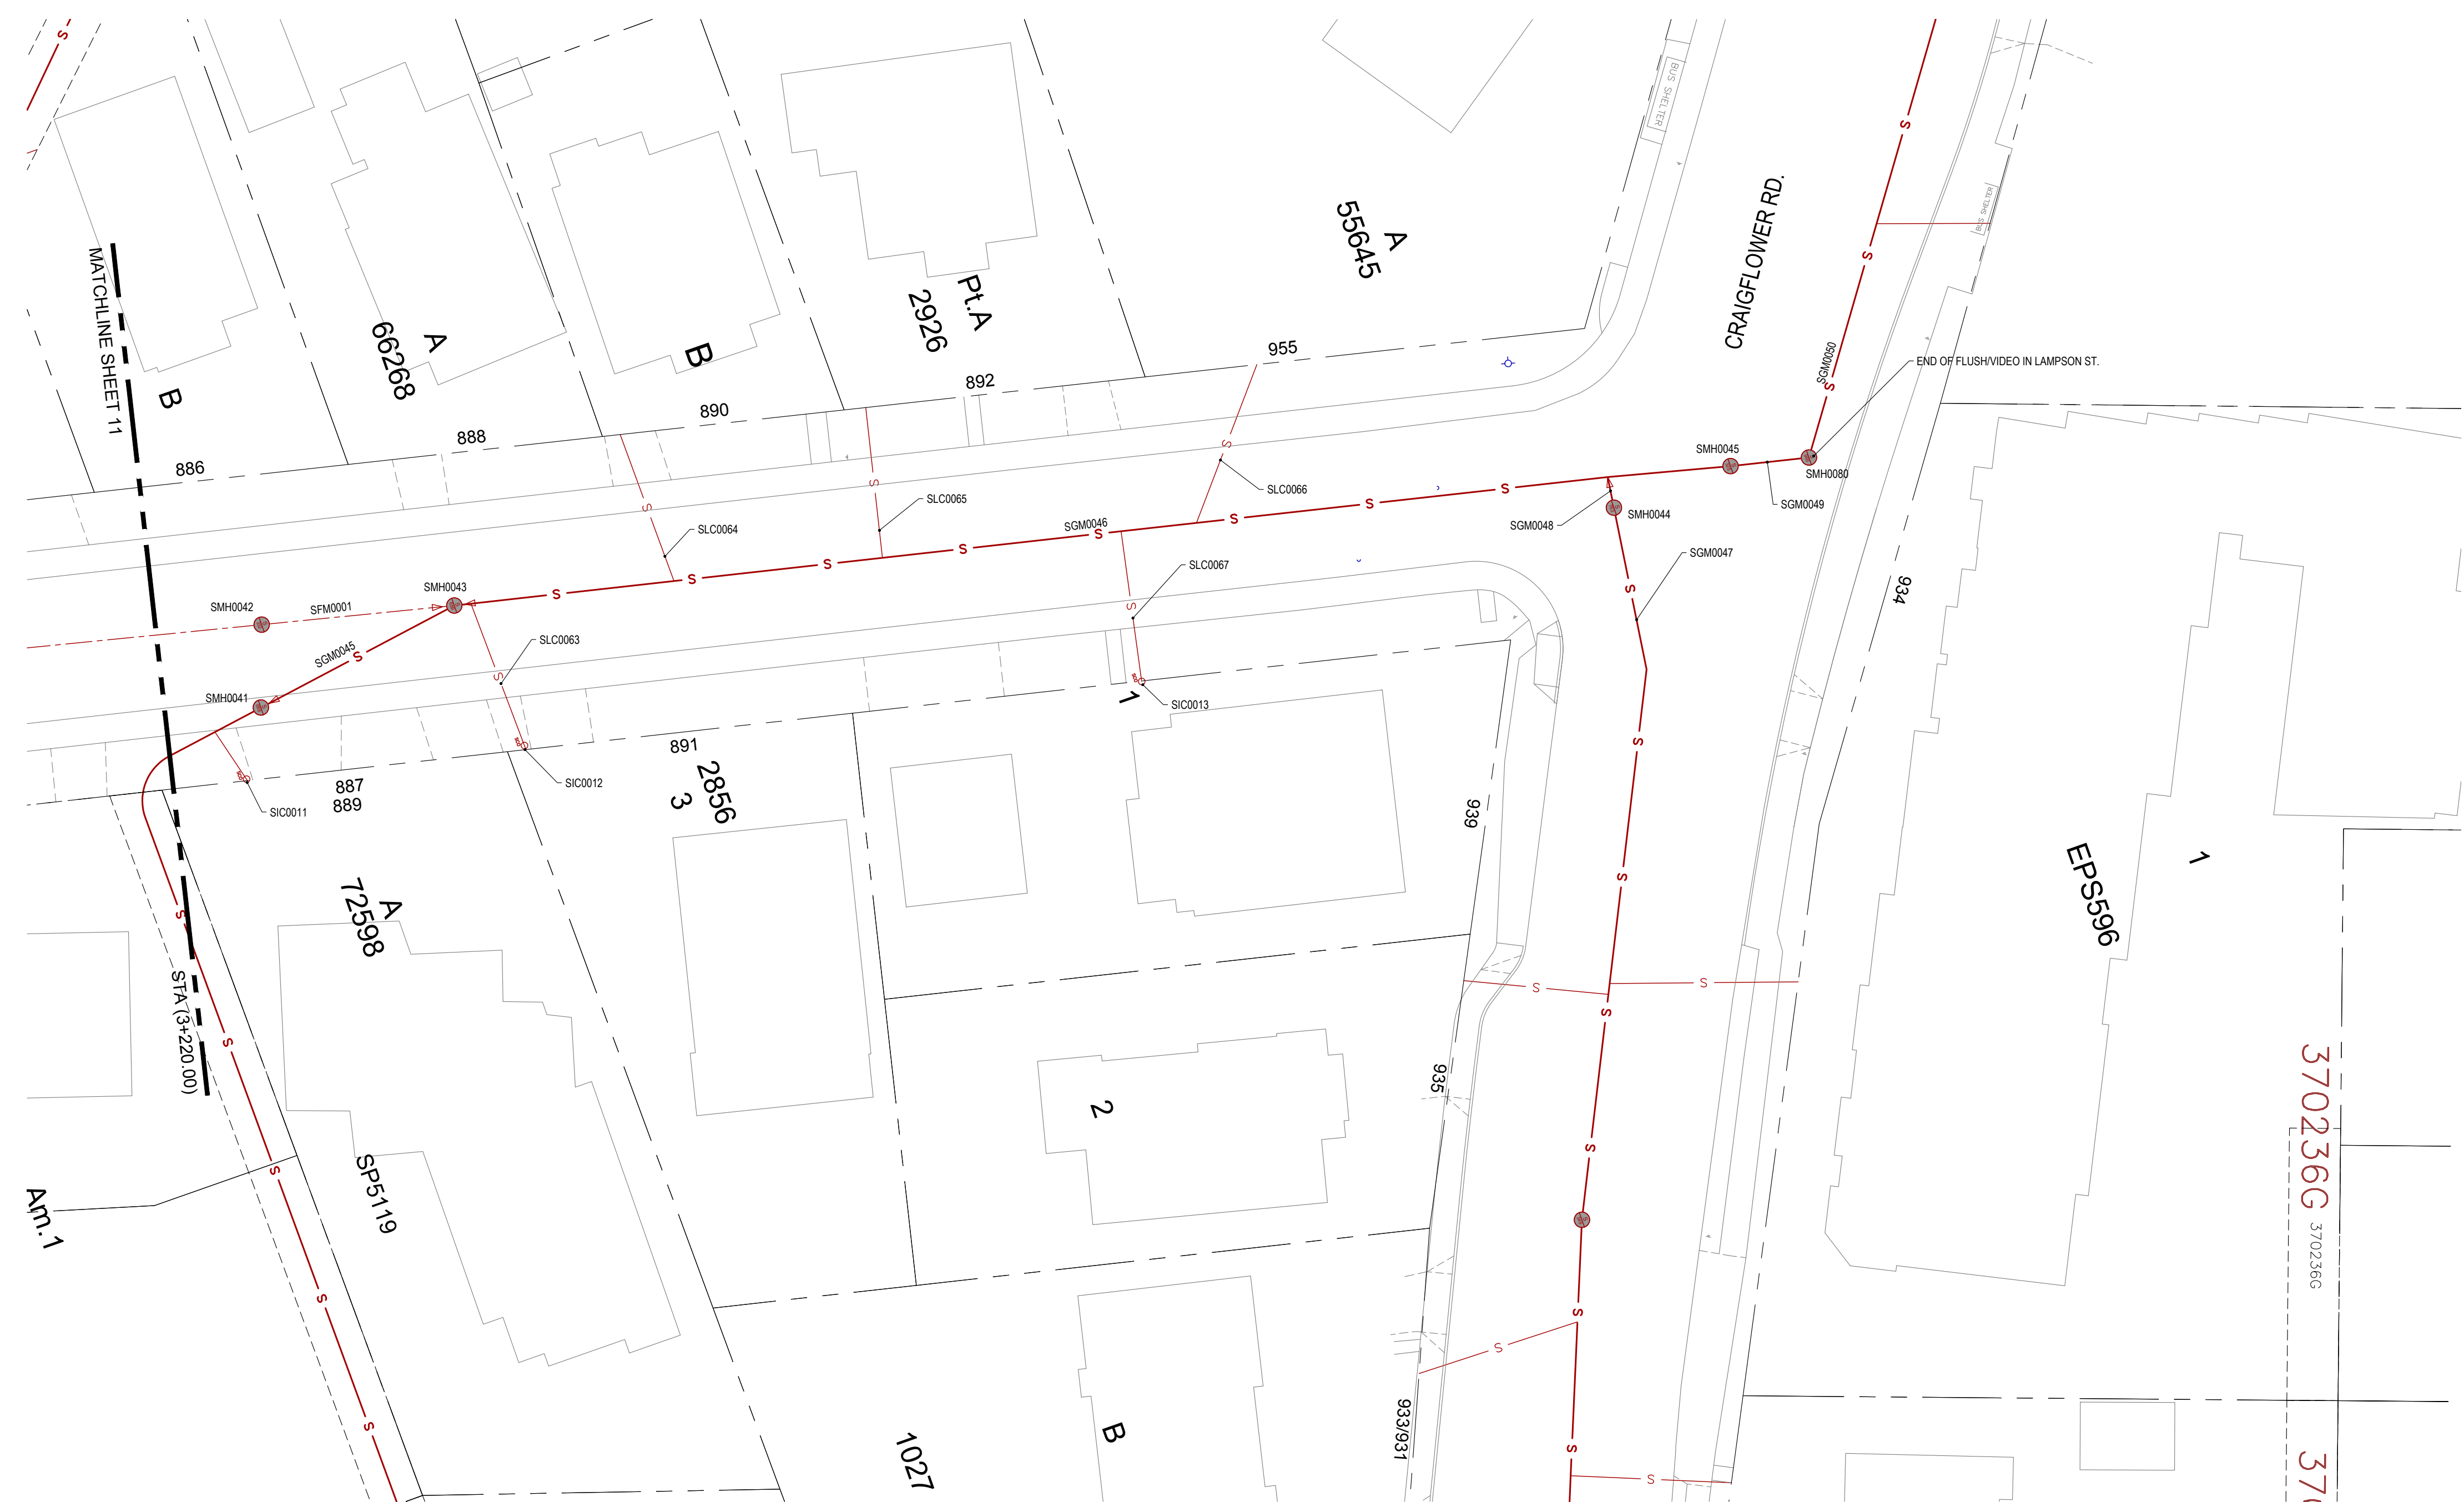 S
BUS SHELTER
S
BUS SHELTER
CRAIGFLOWER RD.
A
55645
S
MATCHLINE SHEET 11
Pt.A
2926
A
66268
B
B
955
SGM0050
END OF FLUSH/VIDEO IN LAMPSON ST.
892
S
B
890
888
886
SMH0045
S
SMH0080
S
SLC0066
S
SLC0065
S
SGM0049
S
S
SMH0044
SGM0048
SGM0046
S
SLC0064
S
S
SGM0047
S
SLC0067
S
S
934
SMH0043
S
S
SMH0042
SFM0001
S
SLC0063
SGM0045
S
S
SMH0041
1
SIC0013
891
S
SIC0012
887
889
SIC0011
2856
3
939
1
EPS596
S
A
72598
S
STA (3+220.00)
S
S
S
S
935
2
370236G
370236G
S
S
SP5119
Am.1
S
S
S
933/931
B
S
S
1027
S
370